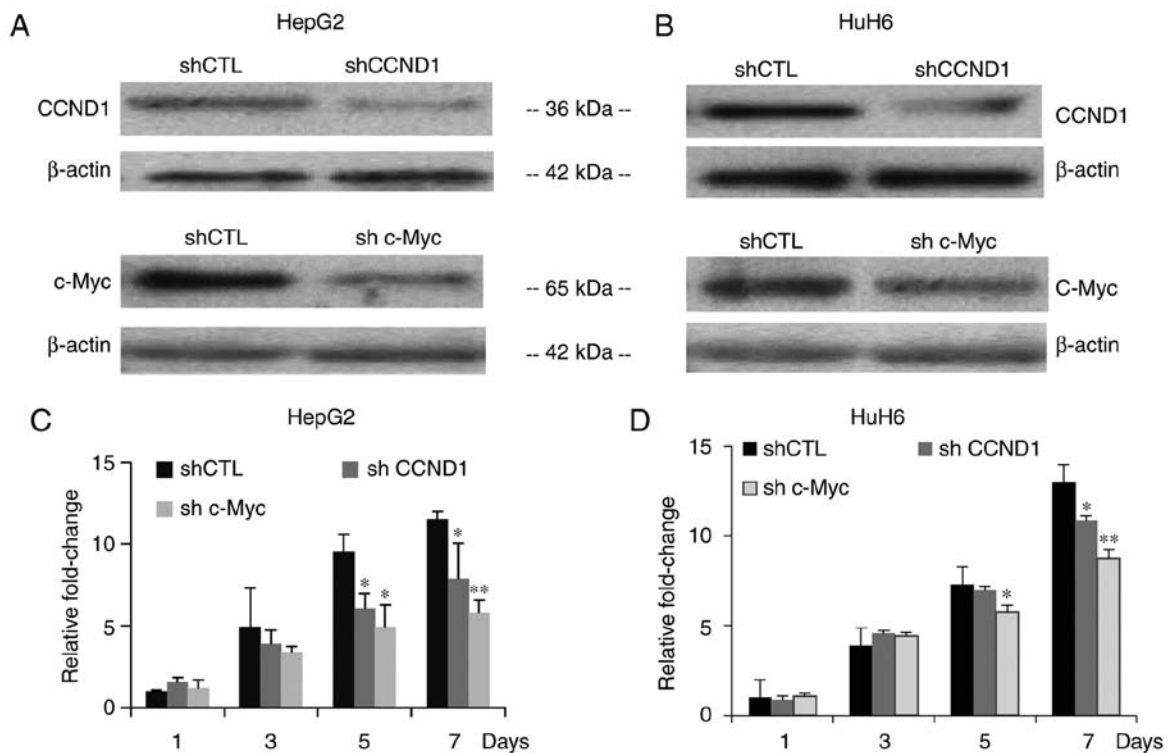 A HepG2
shCTL shCCND1
CCND1 -- 36 kDa --
β-actin -- 42 kDa --
shCTL sh c-Myc
c-Myc -- 65 kDa --
β-actin -- 42 kDa --
B HuH6
shCTL shCCND1
CCND1
β-actin
shCTL sh c-Myc
C-Myc
β-actin
C HepG2
shCTL sh CCND1
sh c-Myc
Relative fold-change
15
10
5
0
* *
* **
1 3 5 7 Days
D HuH6
shCTL sh CCND1
sh c-Myc
Relative fold-change
15
10
5
0
*
* **
1 3 5 7 Days